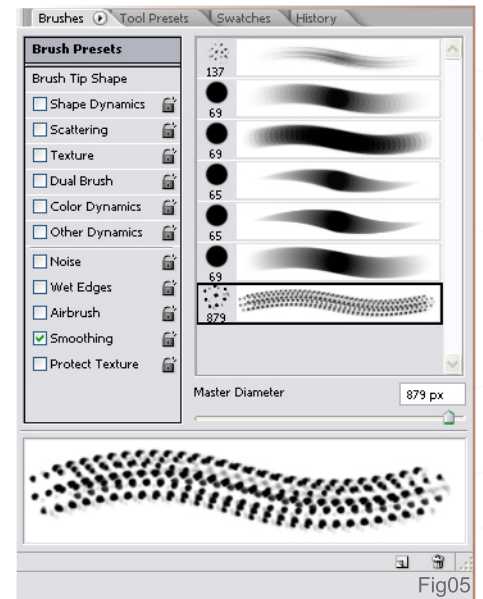 Brushes Tool Presets Swatches History
Brush Presets
Brush Tip Shape
Shape Dynamics
Scattering
Texture
Dual Brush
Color Dynamics
Other Dynamics
Noise
Wet Edges
Airbrush
Smoothing
Protect Texture
137
69
69
65
65
69
879
Master Diameter 879 px
Fig05